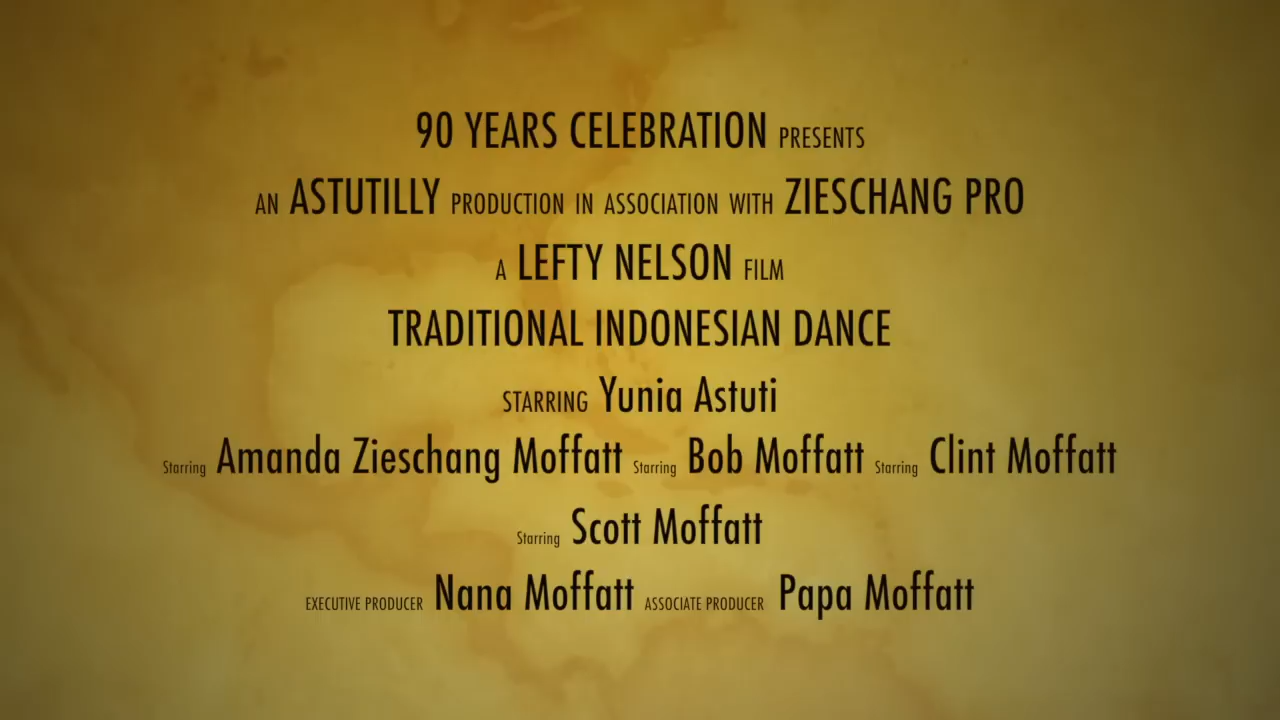 90 YEARS CELEBRATION PRESENTS
AN ASTUTILLY PRODUCTION IN ASSOCIATION WITH ZIESCHANG PRO
A LEFTY NELSON FILM
TRADITIONAL INDONESIAN DANCE
STARRING Yunia Astuti
Starring Amanda Zieschang Moffatt Starring Bob Moffatt Starring Clint Moffatt
Starring Scott Moffatt
EXECUTIVE PRODUCER Nana Moffatt ASSOCIATE PRODUCER Papa Moffatt